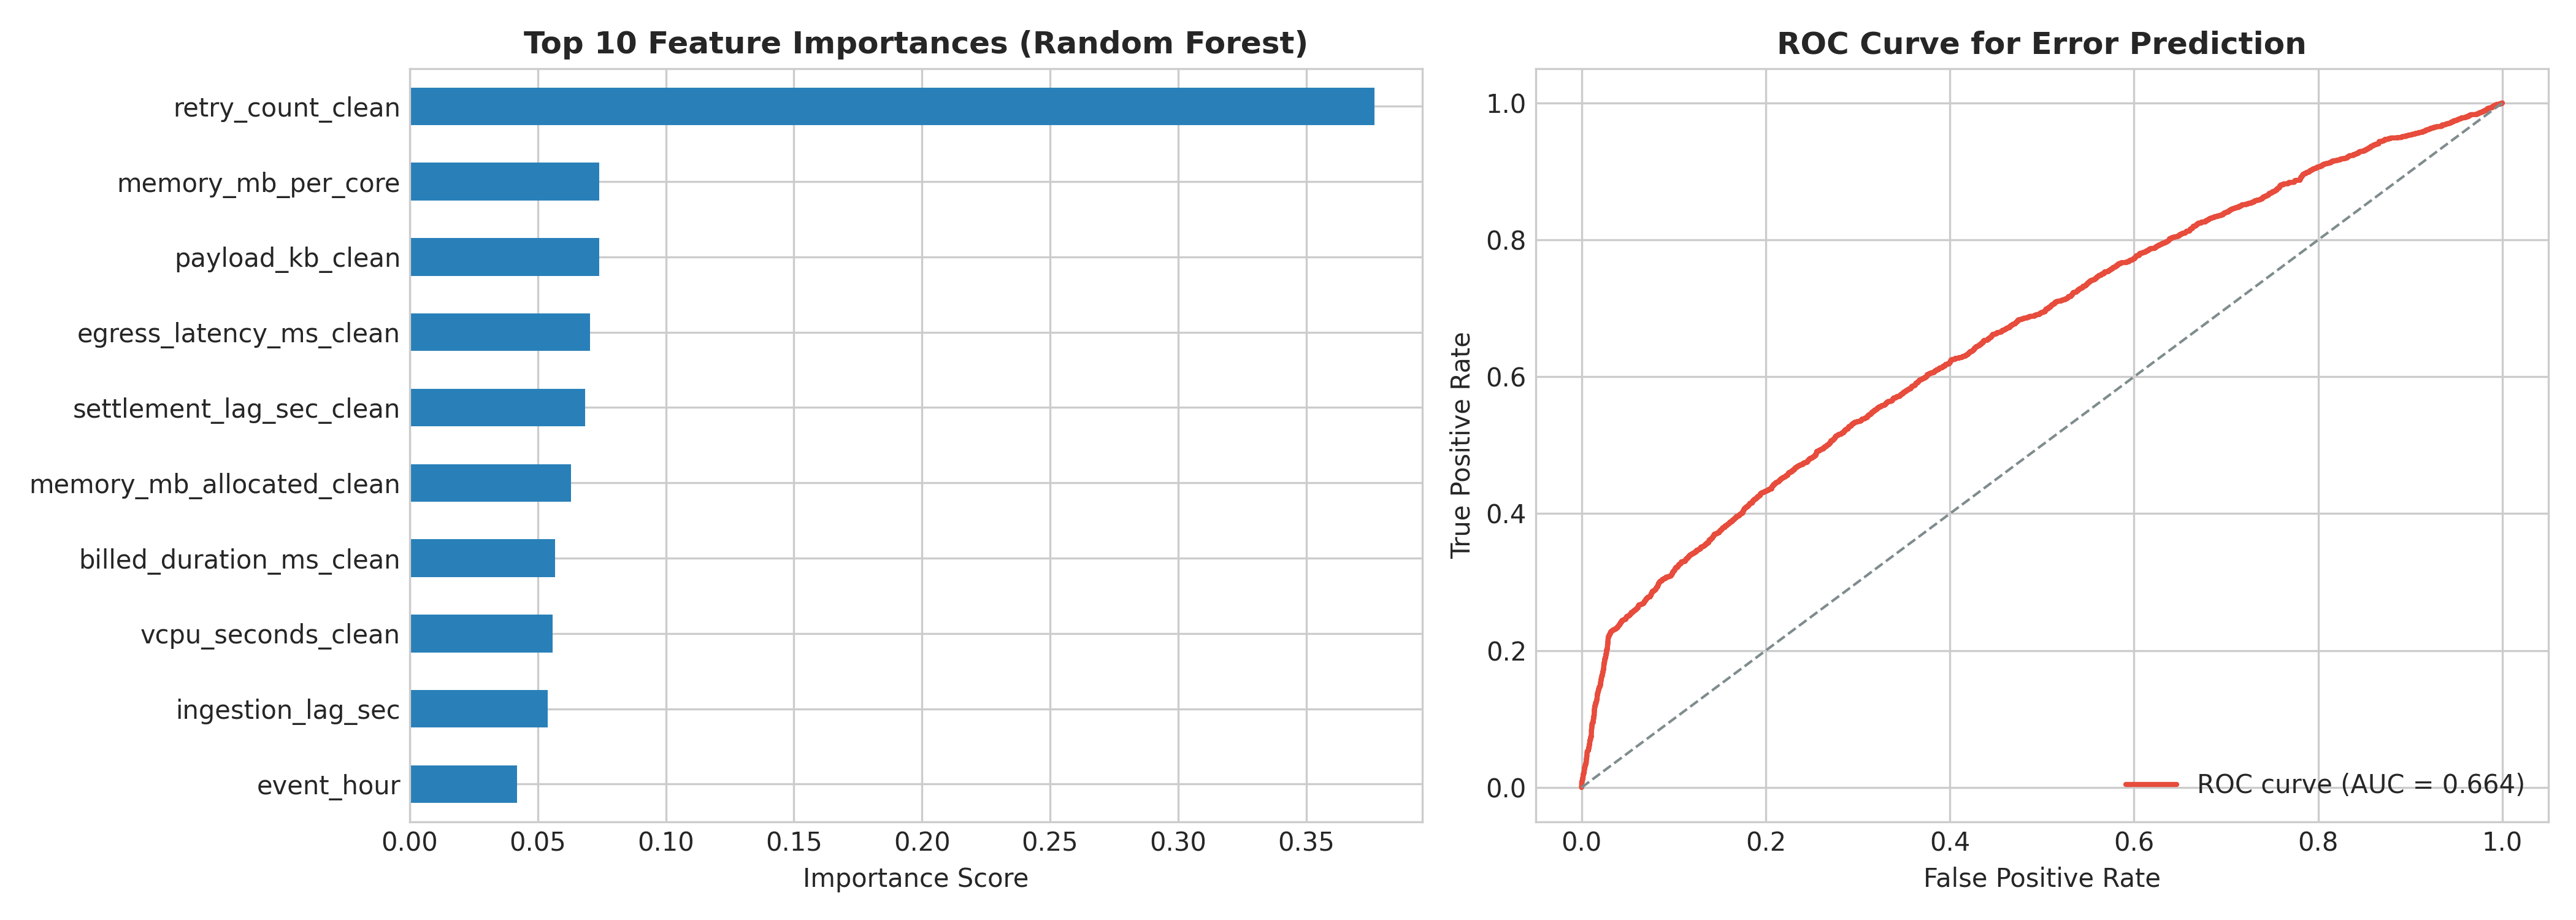 Top 10 Feature Importances (Random Forest)
retry_count_clean
memory_mb_per_core
payload_kb_clean
egress_latency_ms_clean
settlement_lag_sec_clean
memory_mb_allocated_clean
billed_duration_ms_clean
vcpu_seconds_clean
ingestion_lag_sec
event_hour
0.00 0.05 0.10 0.15 0.20 0.25 0.30 0.35
Importance Score
ROC Curve for Error Prediction
True Positive Rate
1.0
0.8
0.6
0.4
0.2
0.0
ROC curve (AUC = 0.664)
0.0 0.2 0.4 0.6 0.8 1.0
False Positive Rate